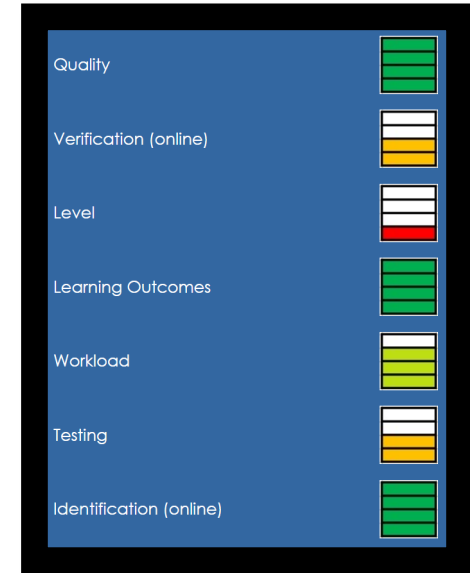 Quality
Verification (online)
Level
Learning Outcomes
Workload
Testing
Identification (online)